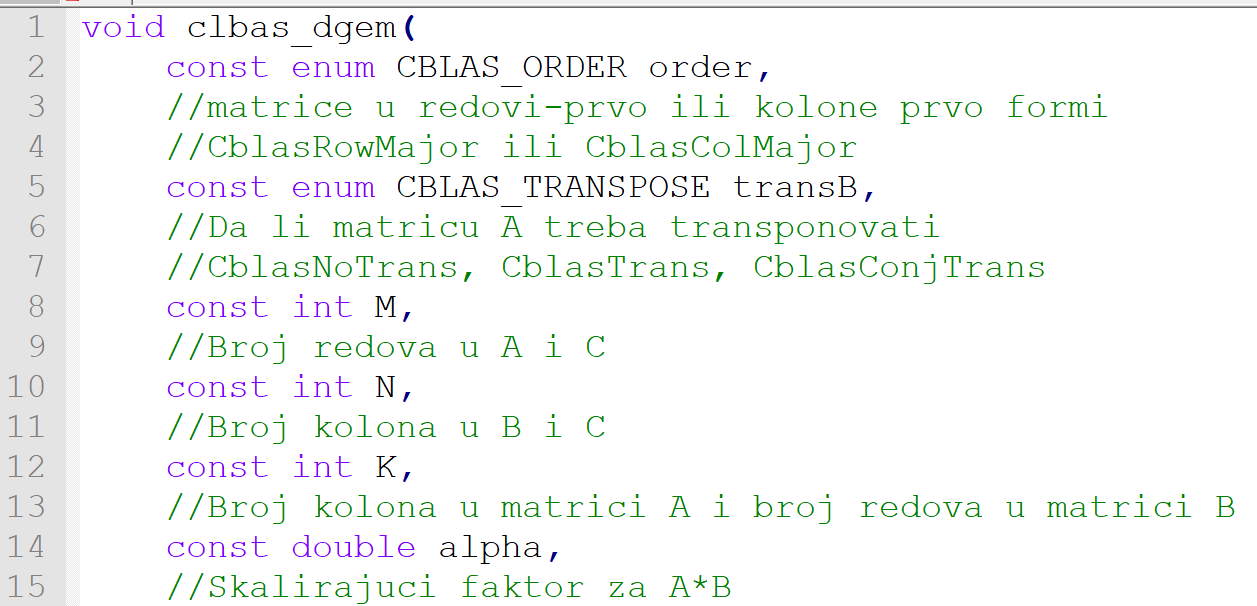 1 void clbas_dgem(
2 const enum CBLAS_ORDER order,
3 //matrice u redovi-prvo ili kolone prvo formi
4 //CblasRowMajor ili CblasColMajor
5 const enum CBLAS_TRANSPOSE transB,
6 //Da li matricu A treba transponovati
7 //CblasNoTrans, CblasTrans, CblasConjTrans
8 const int M,
9 //Broj redova u A i C
10 const int N,
11 //Broj kolona u B i C
12 const int K,
13 //Broj kolona u matrici A i broj redova u matrici B
14 const double alpha,
15 //Skalirajuci faktor za A*B